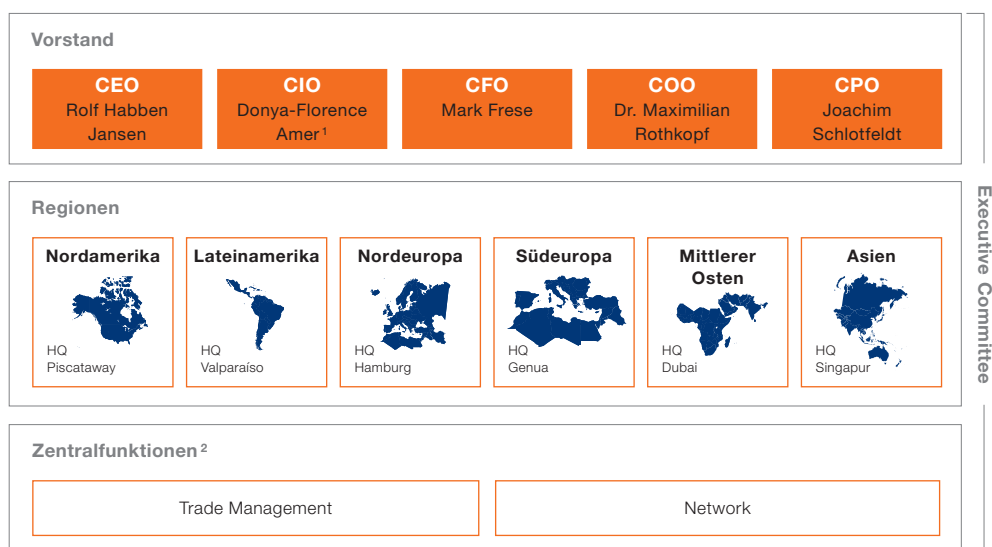 Vorstand
CEO
Rolf Habben
Jansen
CIO
Donya-Florence
Amer¹
CFO
Mark Frese
COO
Dr. Maximilian
Rothkopf
CPO
Joachim
Schlotfeldt
Regionen
Nordamerika
HQ
Piscataway
Lateinamerika
HQ
Valparaíso
Nordeuropa
HQ
Hamburg
Südeuropa
HQ
Genua
Mittlerer
Osten
HQ
Dubai
Asien
HQ
Singapur
Zentralfunktionen²
Trade Management
Network
Executive Committee